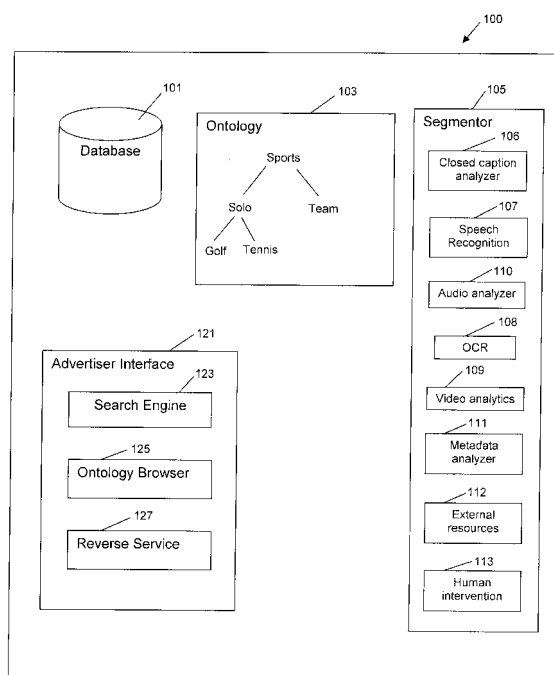 100
101
Database
103
Ontology
Sports
Solo
Team
Golf
Tennis
105
Segmentor
106
Closed caption
analyzer
107
Speech
Recognition
110
Audio analyzer
108
OCR
109
Video analytics
111
Metadata
analyzer
112
External
resources
113
Human
intervention
121
Advertiser Interface
123
Search Engine
125
Ontology Browser
127
Reverse Service